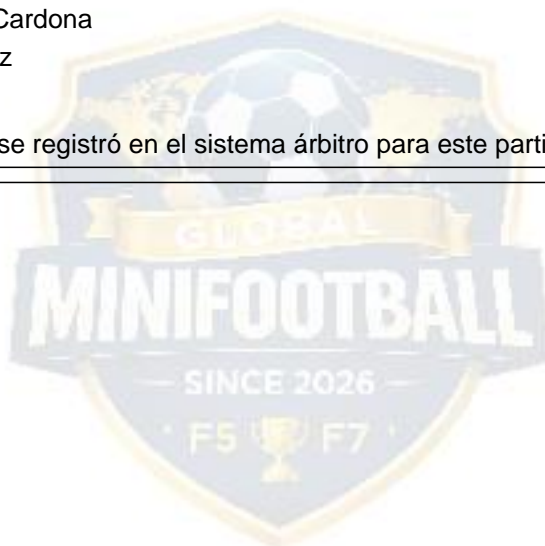 Cardona
z
se registró en el sistema árbitro para este parti
GLOBAL
MINIFOOTBALL
SINCE 2026
F5 F7